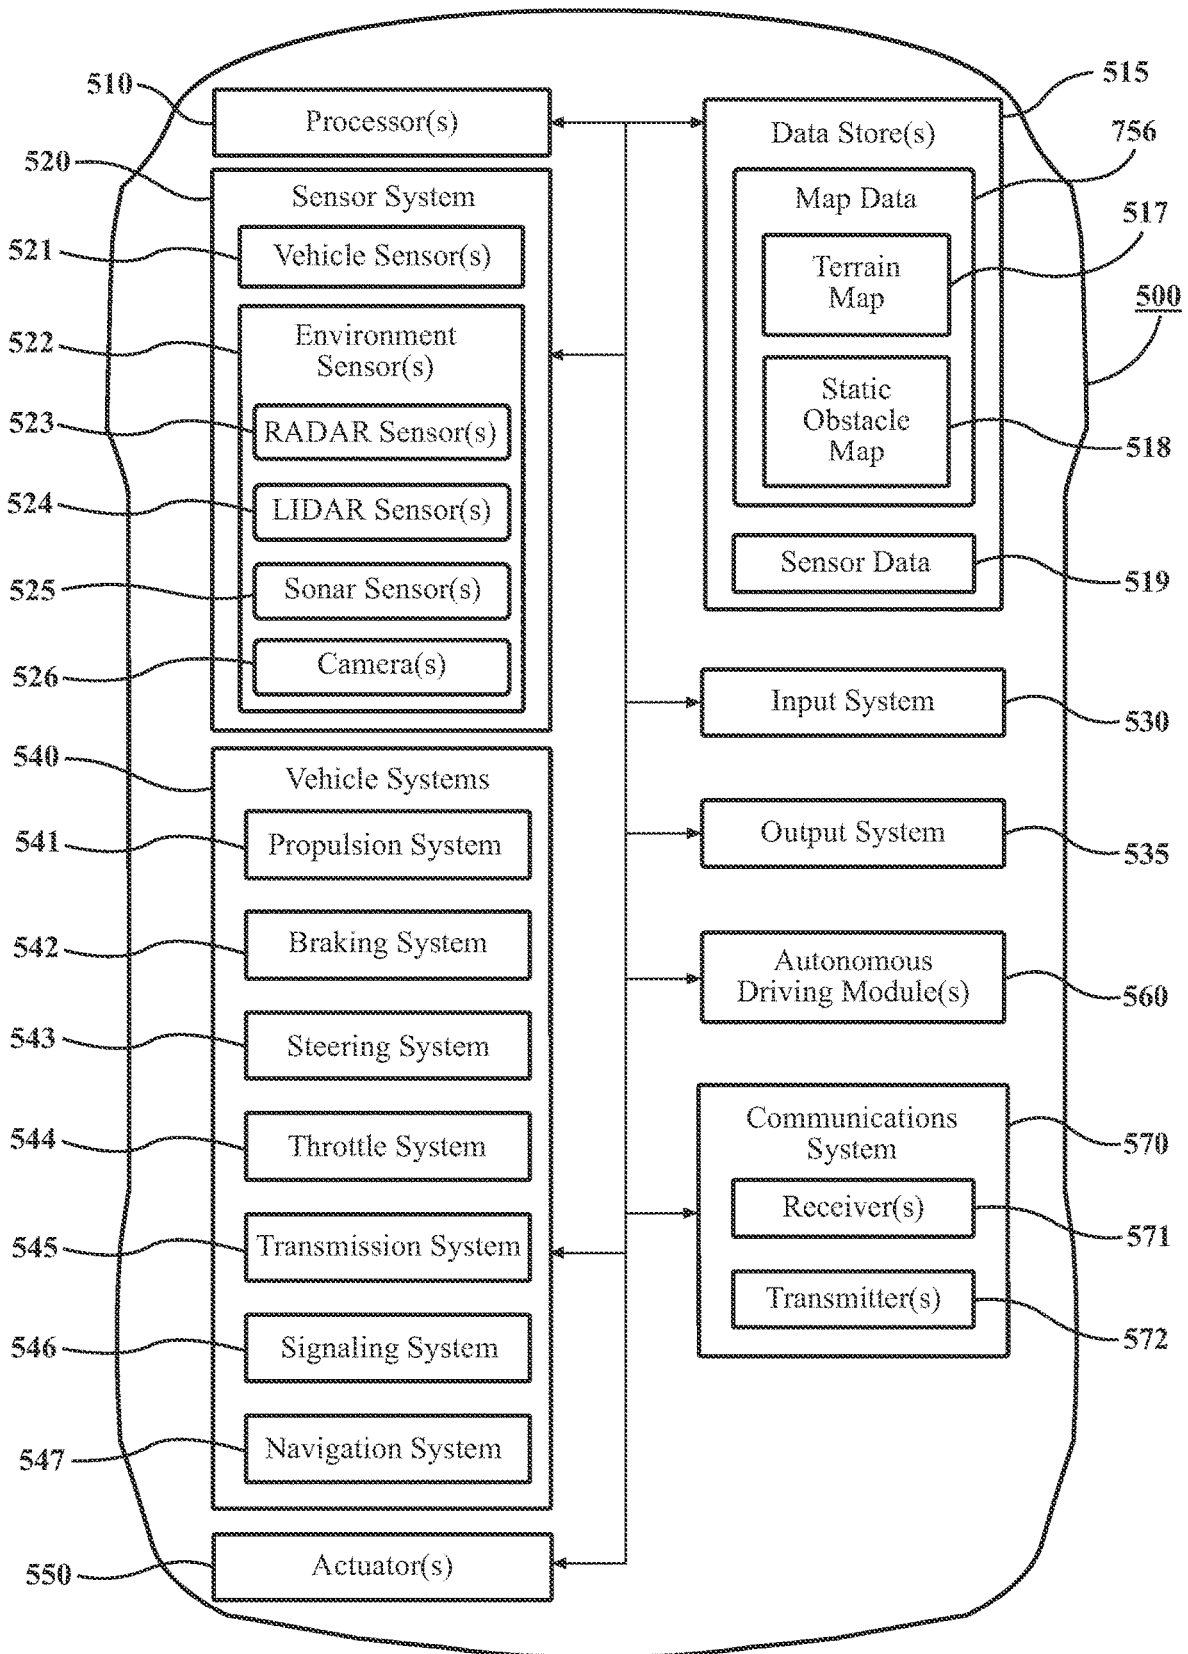 510
Processor(s)
520
Sensor System
521
Vehicle Sensor(s)
522
Environment
Sensor(s)
523
RADAR Sensor(s)
524
LIDAR Sensor(s)
525
Sonar Sensor(s)
526
Camera(s)
540
Vehicle Systems
541
Propulsion System
542
Braking System
543
Steering System
544
Throttle System
545
Transmission System
546
Signaling System
547
Navigation System
550
Actuator(s)
515
Data Store(s)
756
Map Data
517
Terrain
Map
500
Static
Obstacle
Map
518
Sensor Data
519
Input System
530
Output System
535
Autonomous
Driving Module(s)
560
Communications
System
570
Receiver(s)
571
Transmitter(s)
572